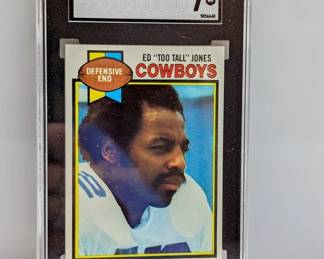 ED "TOO TALL" JONES
COWBOYS
DEFENSIVE
END